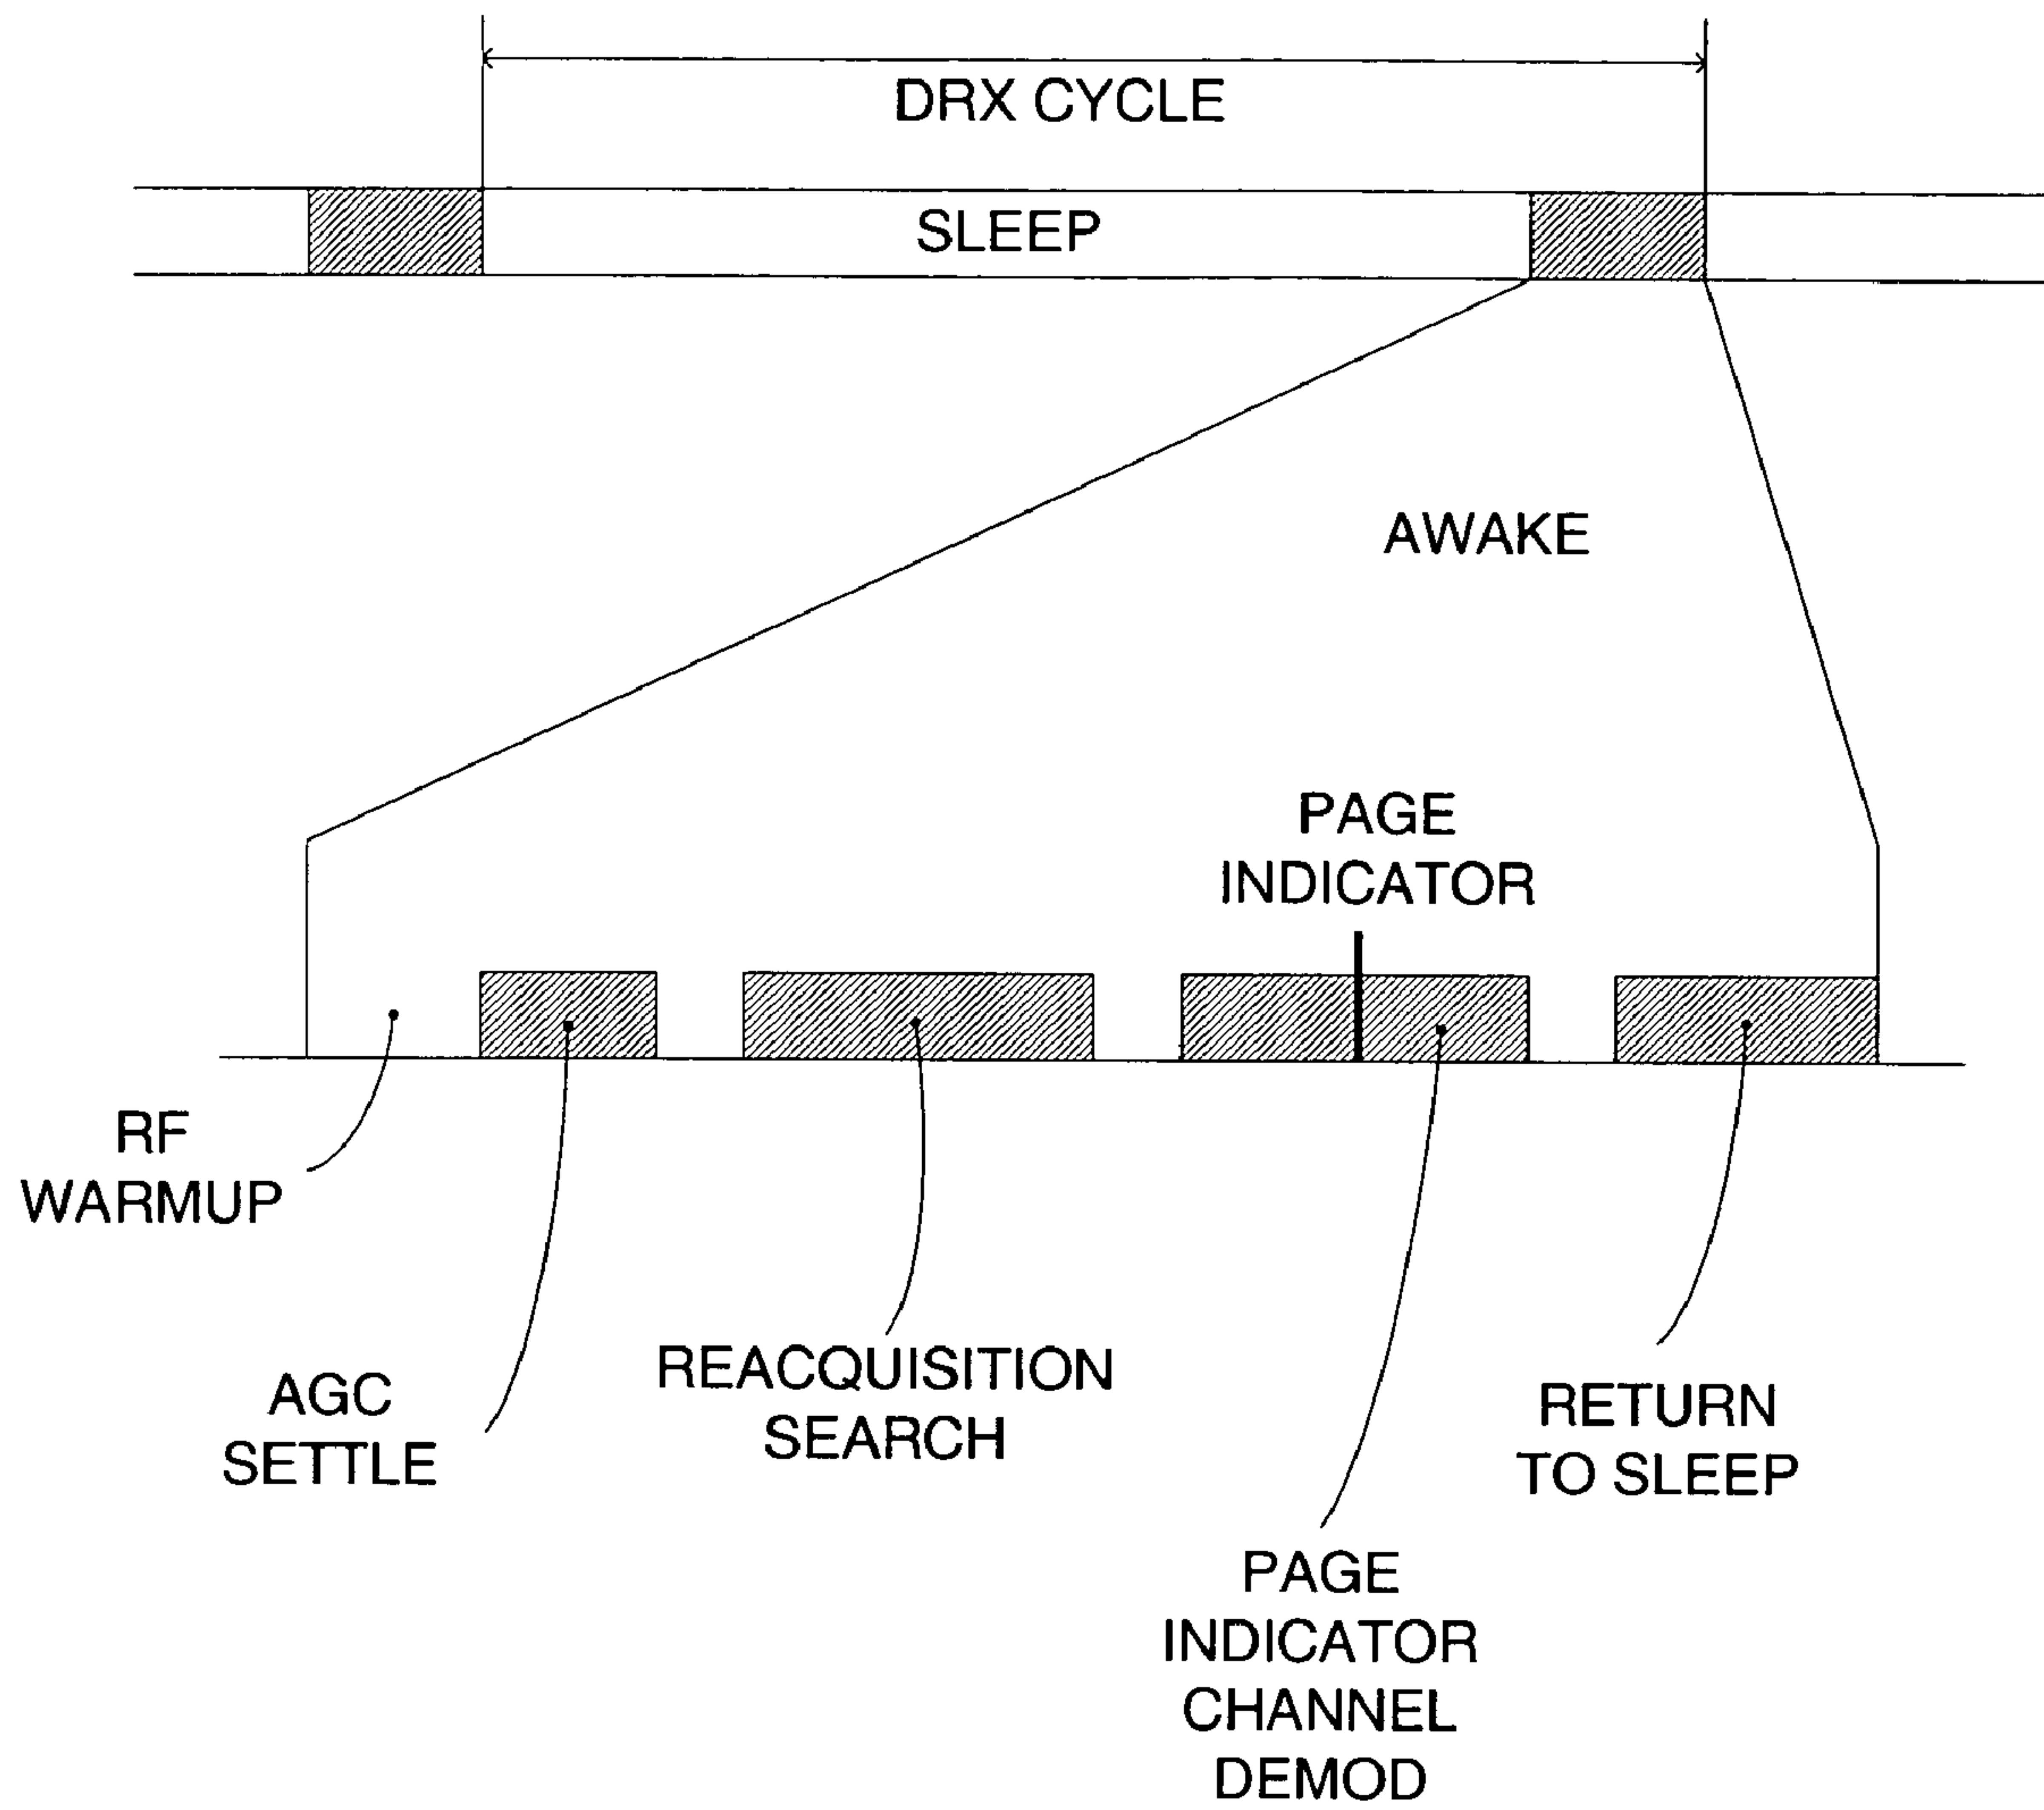 DRX CYCLE
SLEEP
AWAKE
PAGE
INDICATOR
RF
WARMUP
AGC
SETTLE
REACQUISITION
SEARCH
PAGE
INDICATOR
CHANNEL
DEMOD
RETURN
TO SLEEP